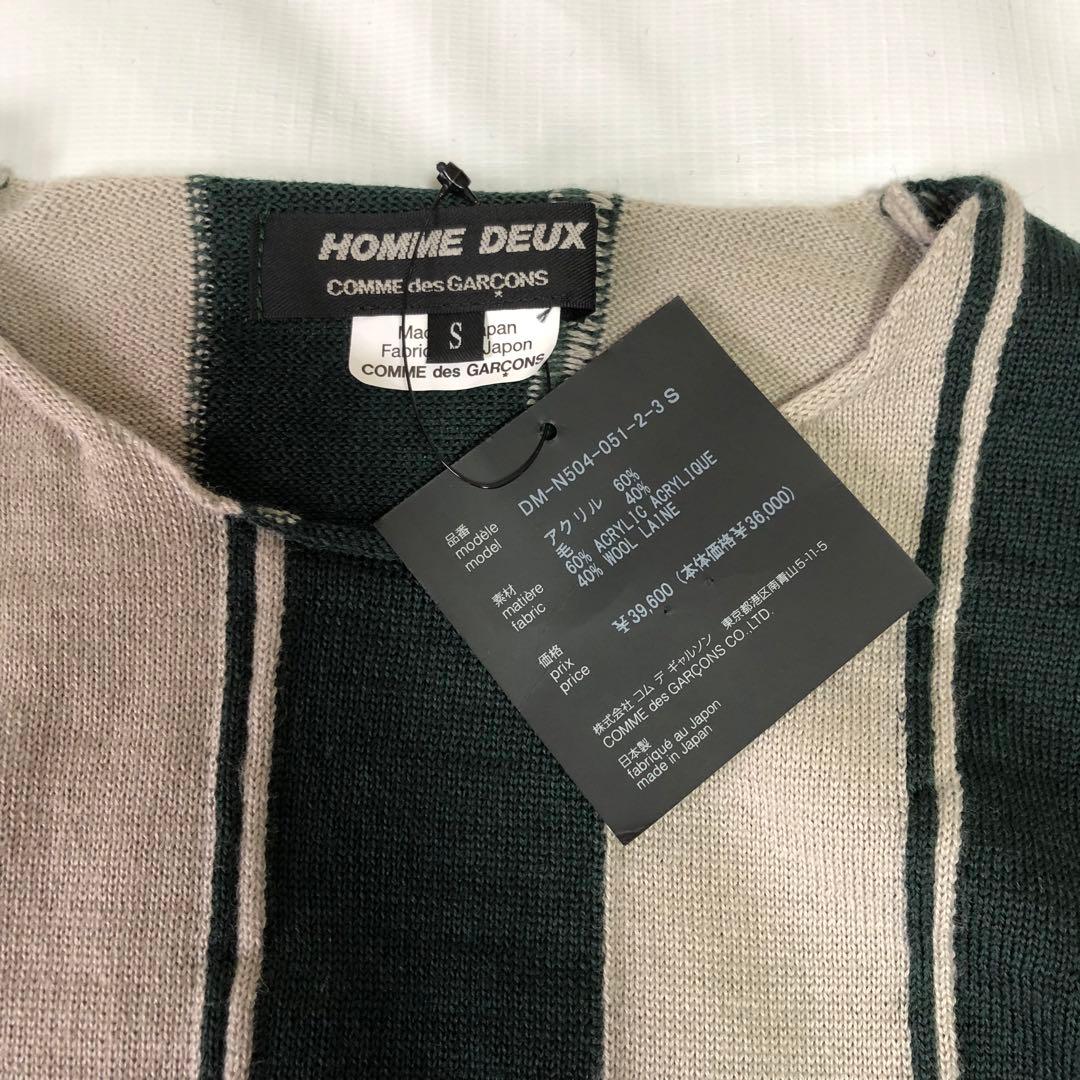 HOMME DEUX
COMME des GARÇONS
S
Japan
Japon
COMME des GARÇONS
品番
modèle
model
DM-N504-051-2-3 S
素材
matière
fabric
アクリル 60%
毛 40%
60% ACRYLIC ACRYLIQUE
40% WOOL LAINE
価格
prix
price
¥39,600 (本体価格¥36,000)
株式会社 コム デ ギャルソン 東京都港区南青山5-11-5
COMME des GARÇONS CO.,LTD.
日本製
fabriqué au Japon
made in Japan